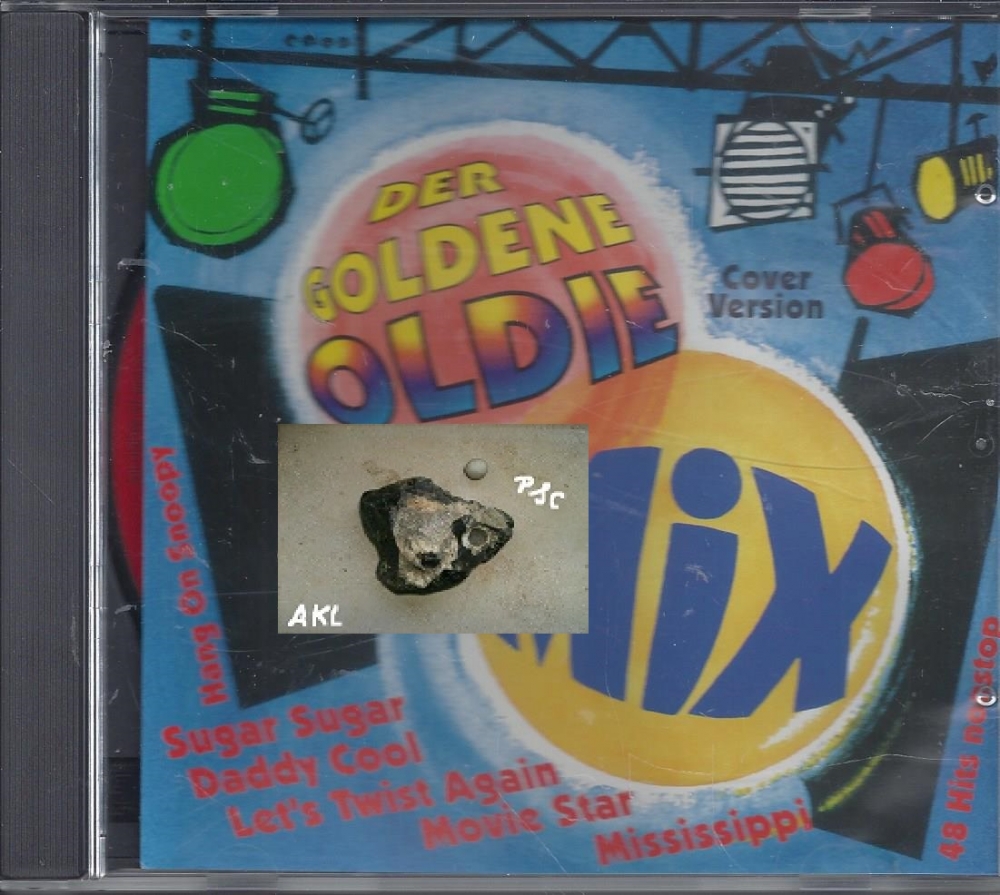 DER
GOLDENE
OLDIE
MiX
Cover
Version
PSC
AKL
Hang On Snoopy
Sugar Sugar
Daddy Cool
Let's Twist Again
Movie Star
Mississippi
48 Hits nonstop